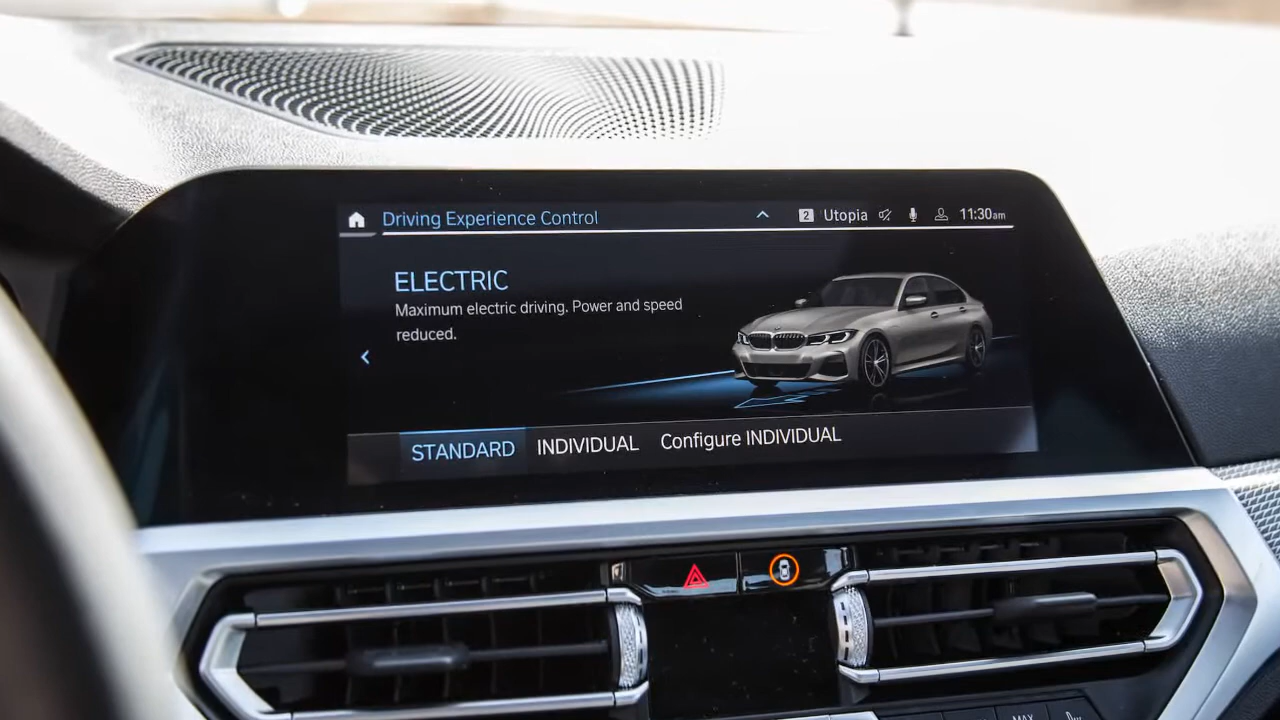 Driving Experience Control
2 Utopia 11:30am
ELECTRIC
Maximum electric driving. Power and speed
reduced.
STANDARD INDIVIDUAL Configure INDIVIDUAL
MAX